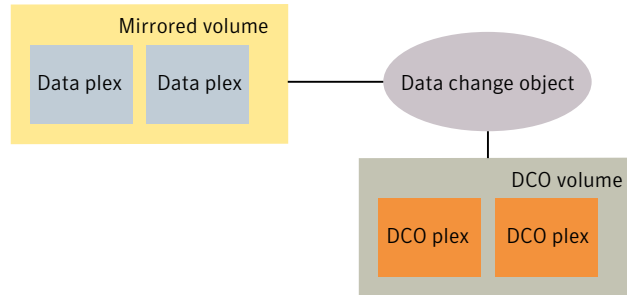 Mirrored volume
Data plex
Data plex
Data change object
DCO volume
DCO plex
DCO plex